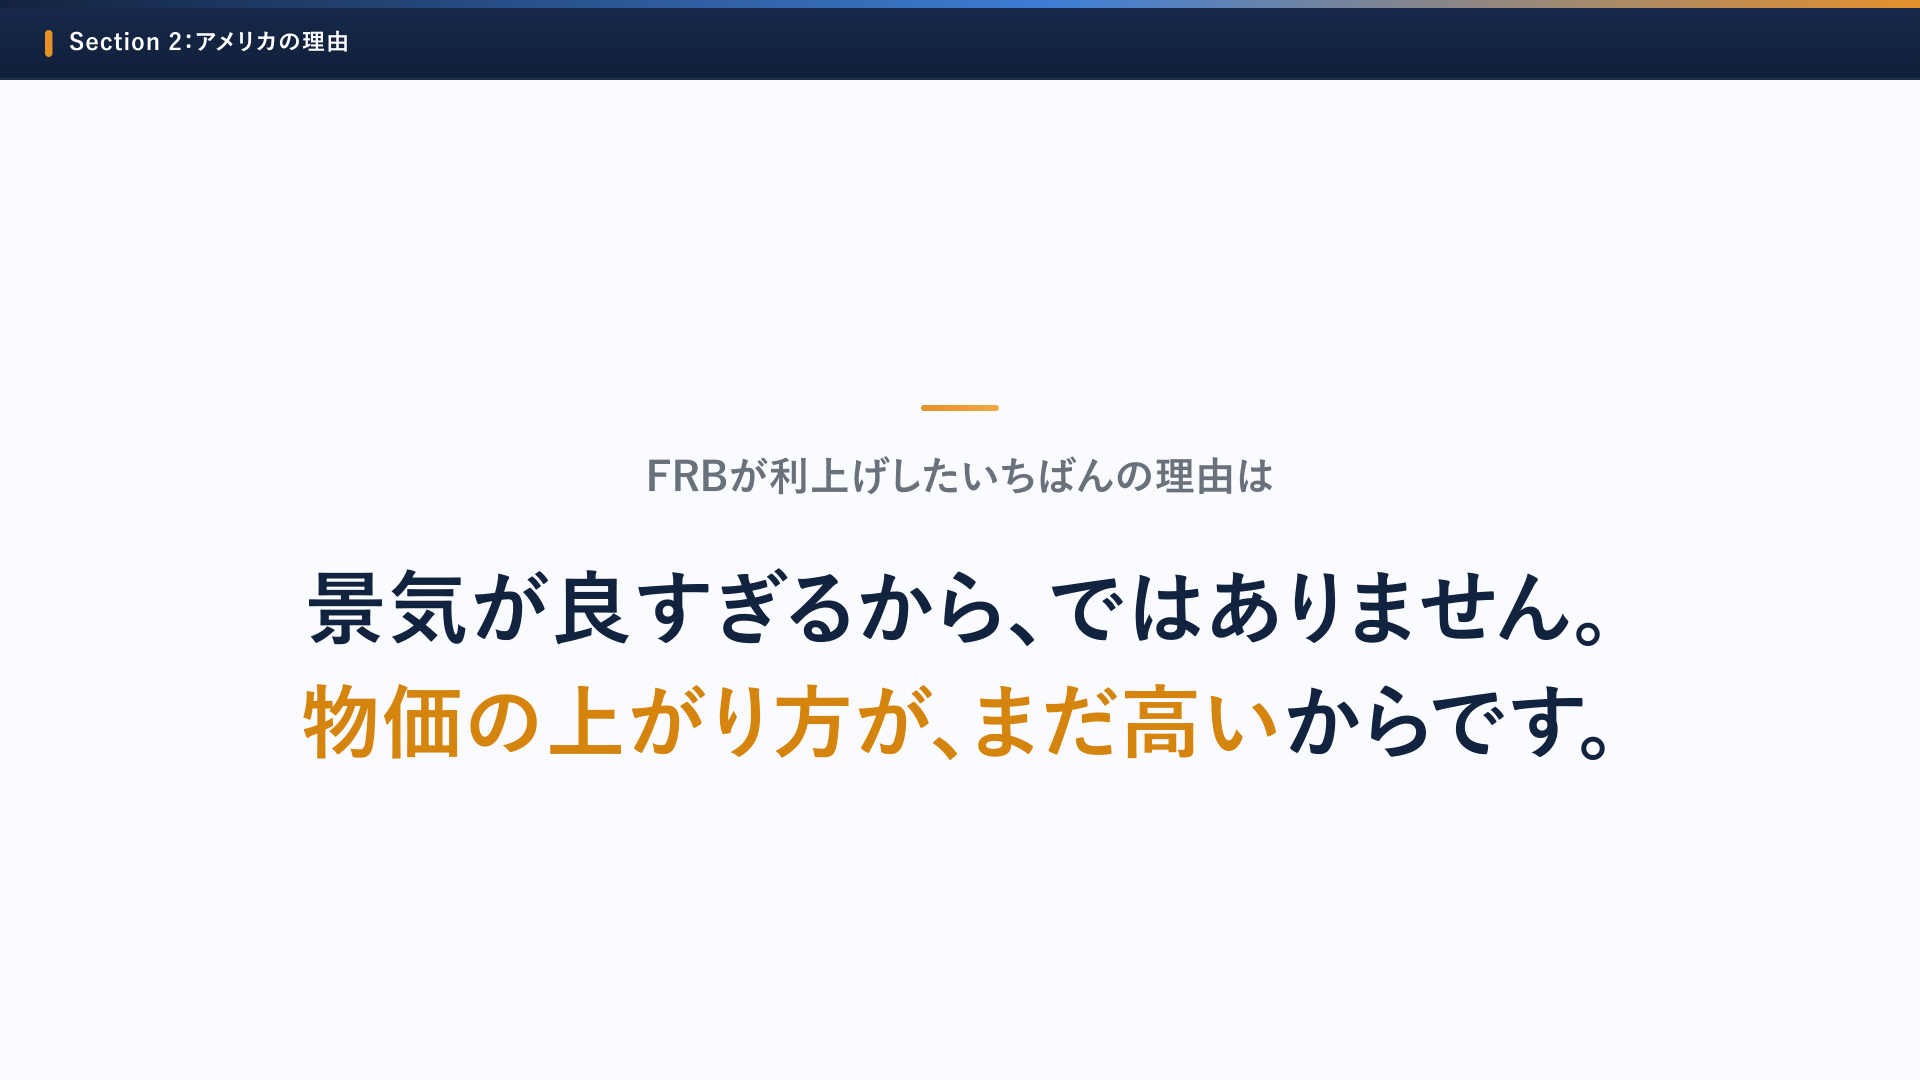 Section 2：アメリカの理由
FRBが利上げしたいちばんの理由は
景気が良すぎるから、ではありません。
物価の上がり方が、まだ高いからです。